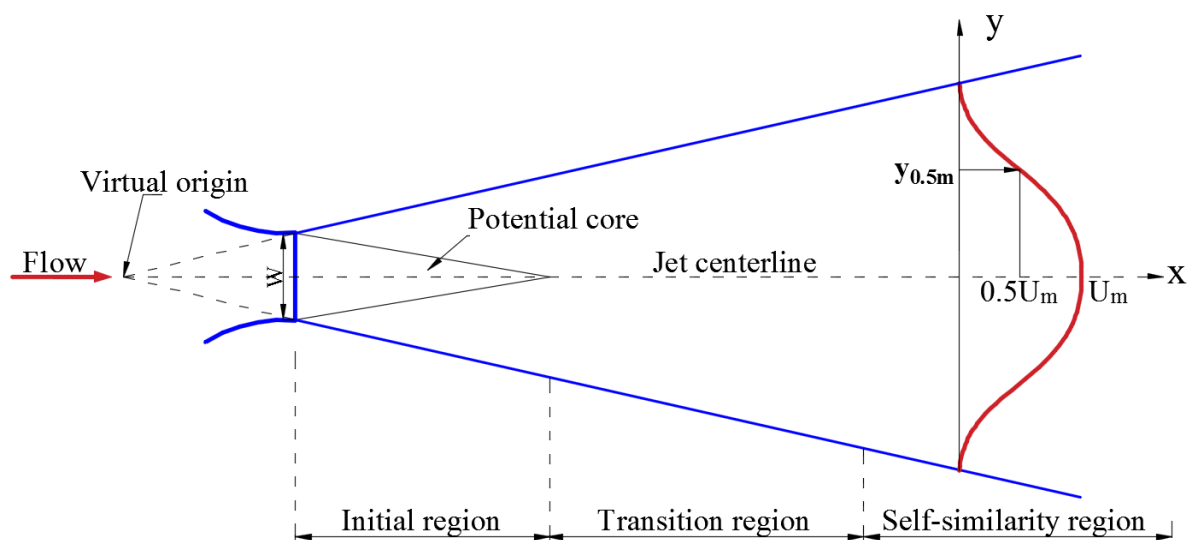 y
Virtual origin
y0.5m
Potential core
Flow
w
Jet centerline
x
0.5Um
Um
Initial region
Transition region
Self-similarity region